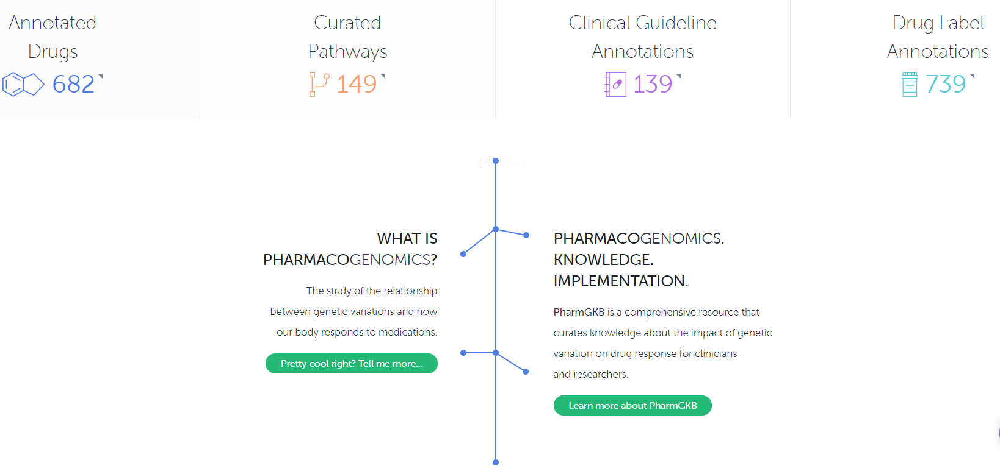 Annotated
Drugs
682
Curated
Pathways
149
Clinical Guideline
Annotations
139
Drug Label
Annotations
739
WHAT IS
PHARMACOGENOMICS?
The study of the relationship
between genetic variations and how
our body responds to medications.
Pretty cool right? Tell me more...
PHARMACOGENOMICS.
KNOWLEDGE.
IMPLEMENTATION.
PharmGKB is a comprehensive resource that
curates knowledge about the impact of genetic
variation on drug response for clinicians
and researchers.
Learn more about PharmGKB